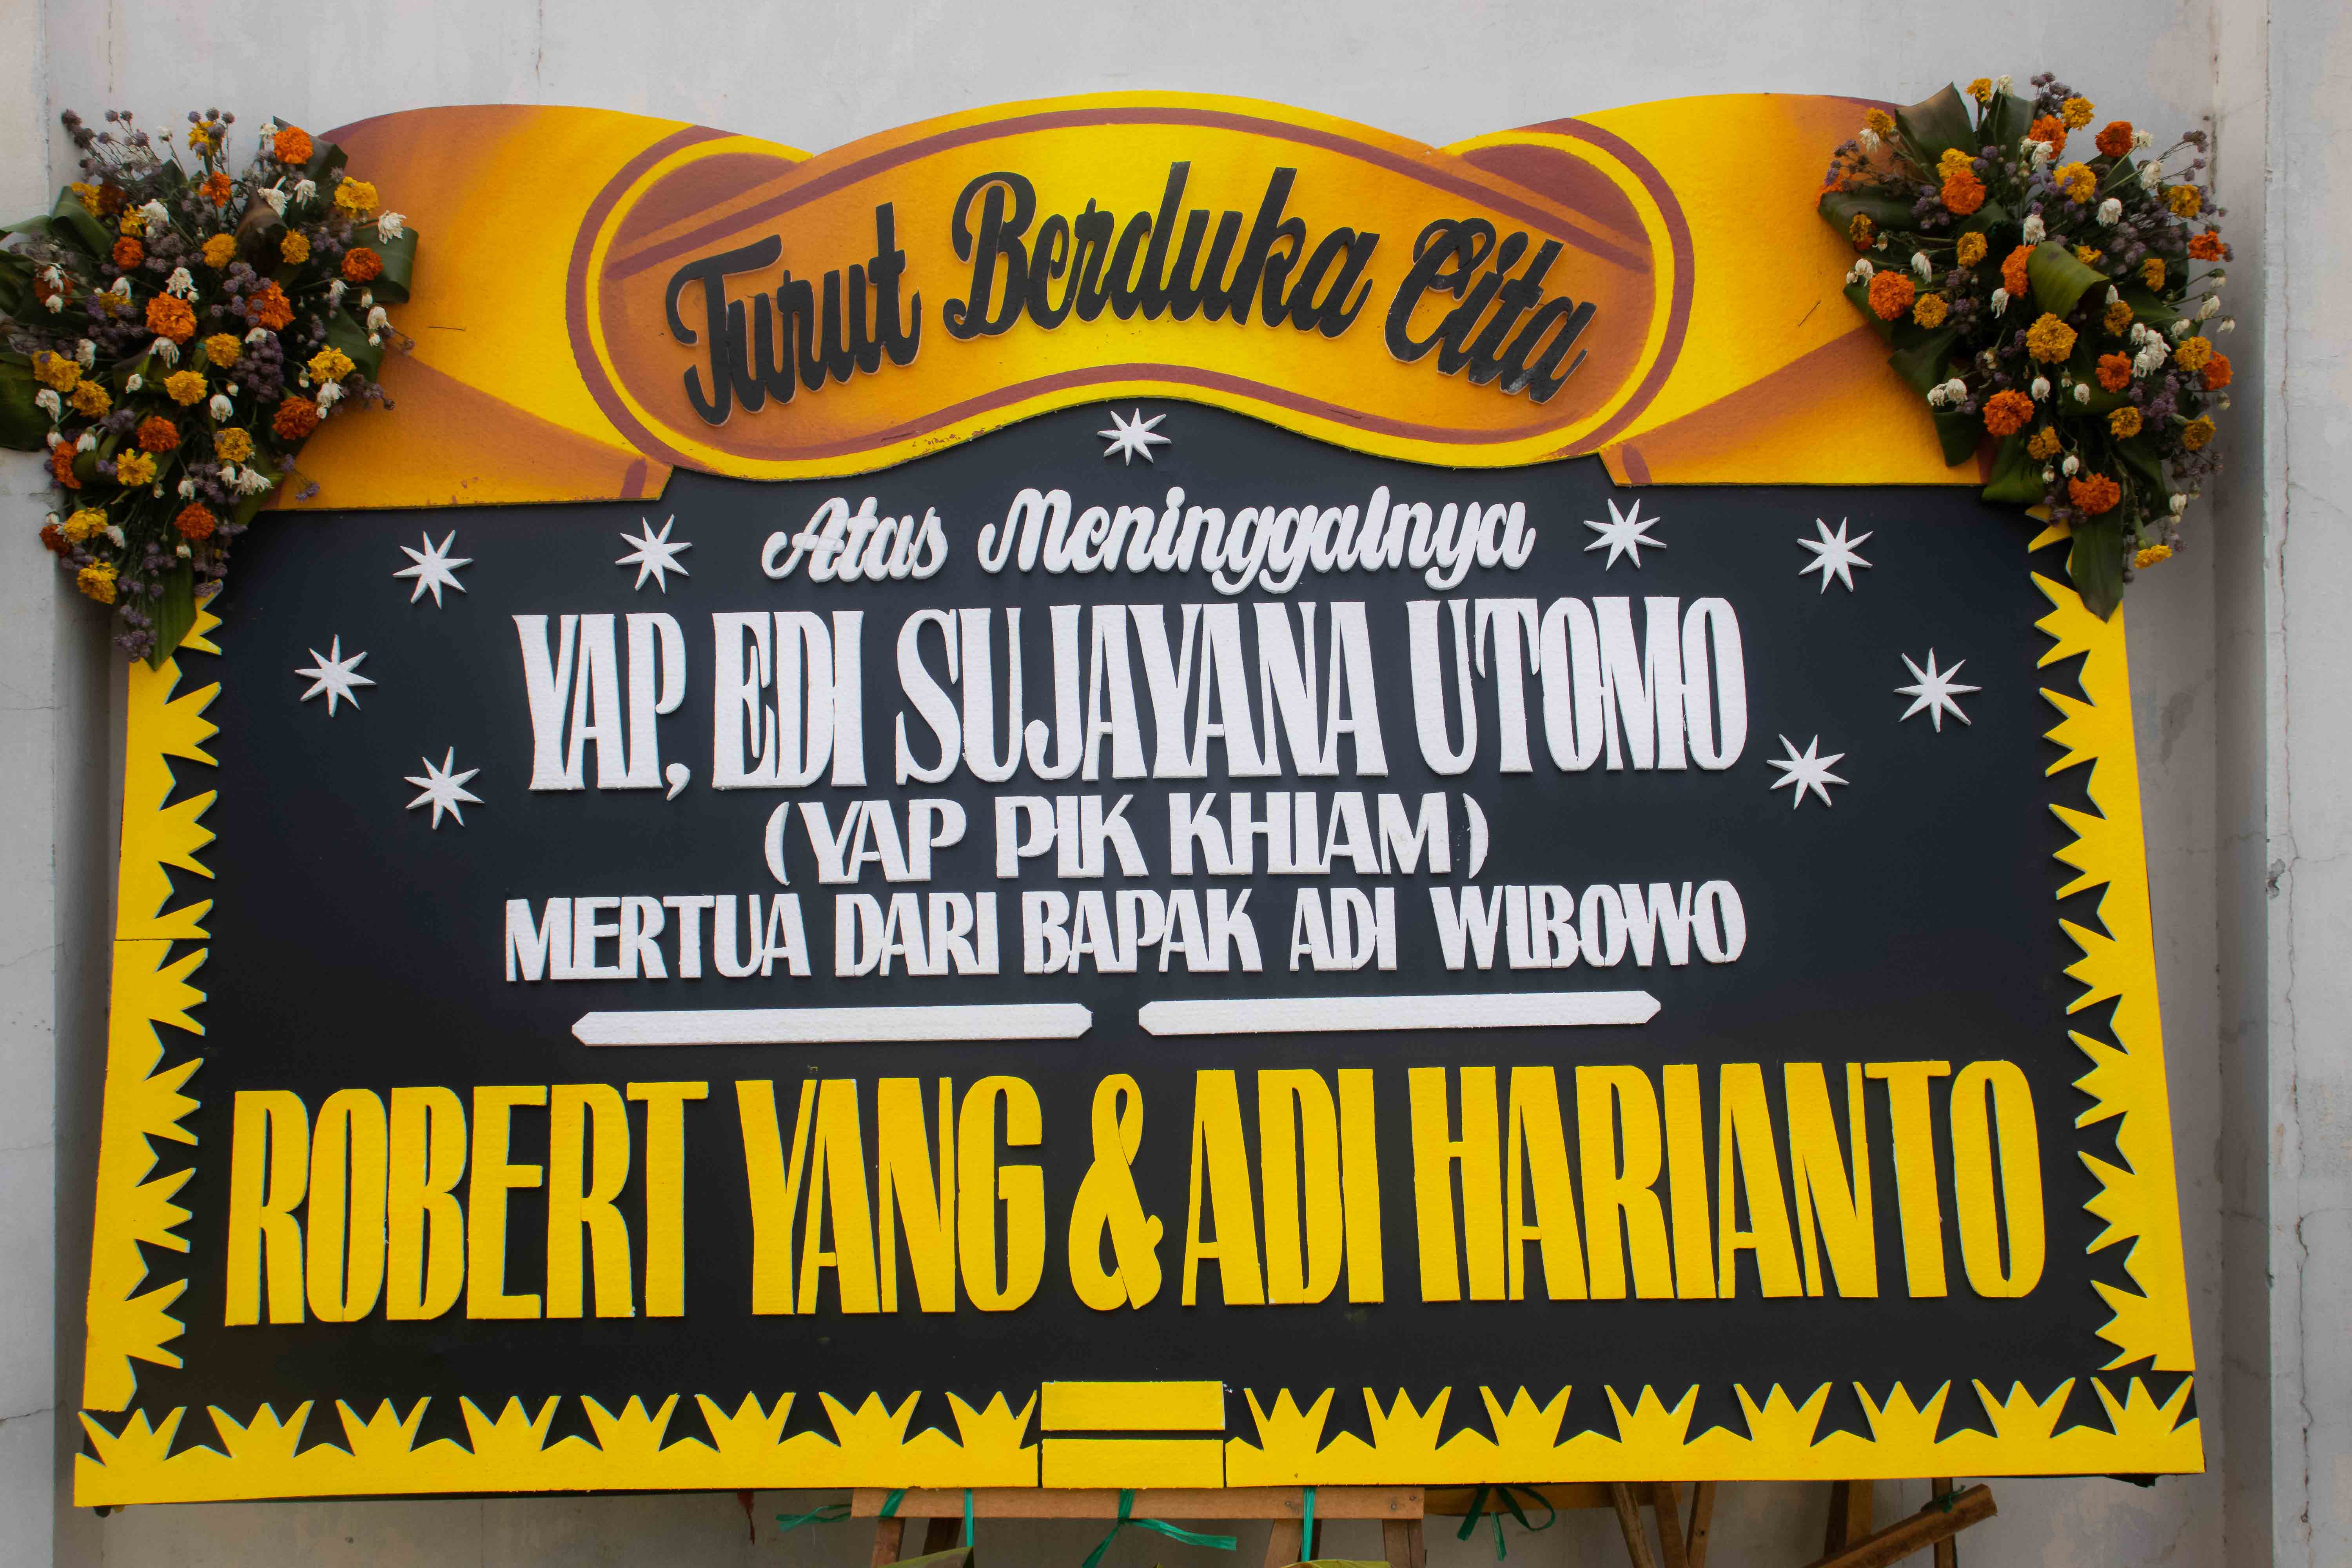 Turut Berduka Cita
Atas Meninggalnya
YAP, EDI SUJAYANA UTOMO
(YAP PIK KHIAM)
MERTUA DARI BAPAK ADI WIBOWO
ROBERT YANG & ADI HARIANTO